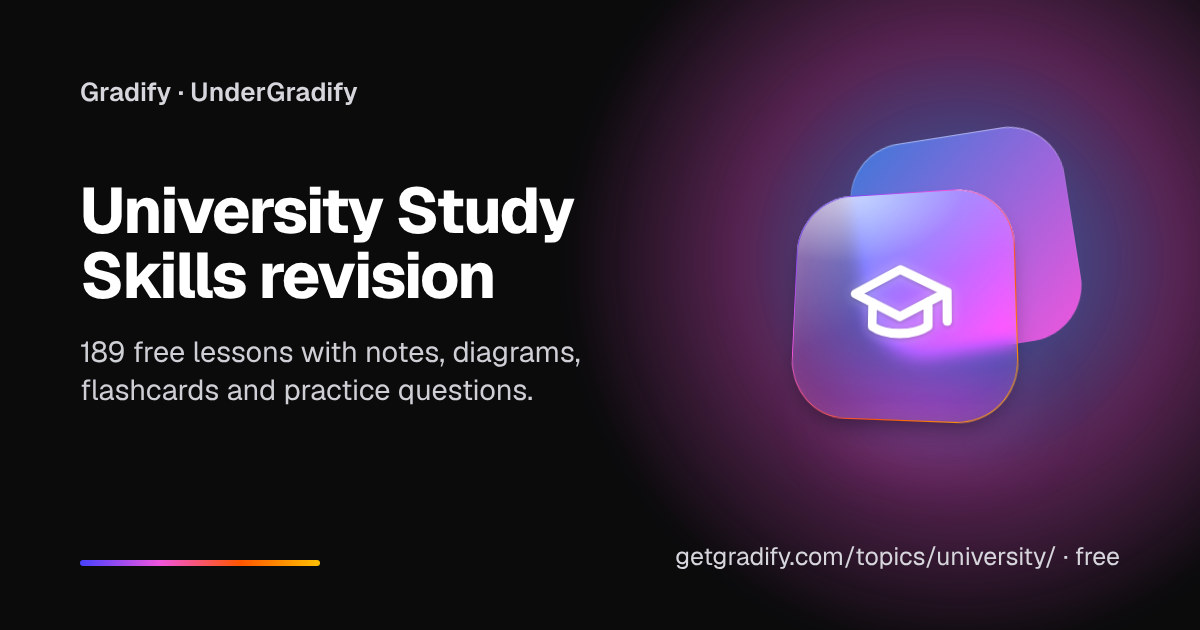 Gradify · UnderGradify
University Study
Skills revision
189 free lessons with notes, diagrams,
flashcards and practice questions.
getgradify.com/topics/university/ · free